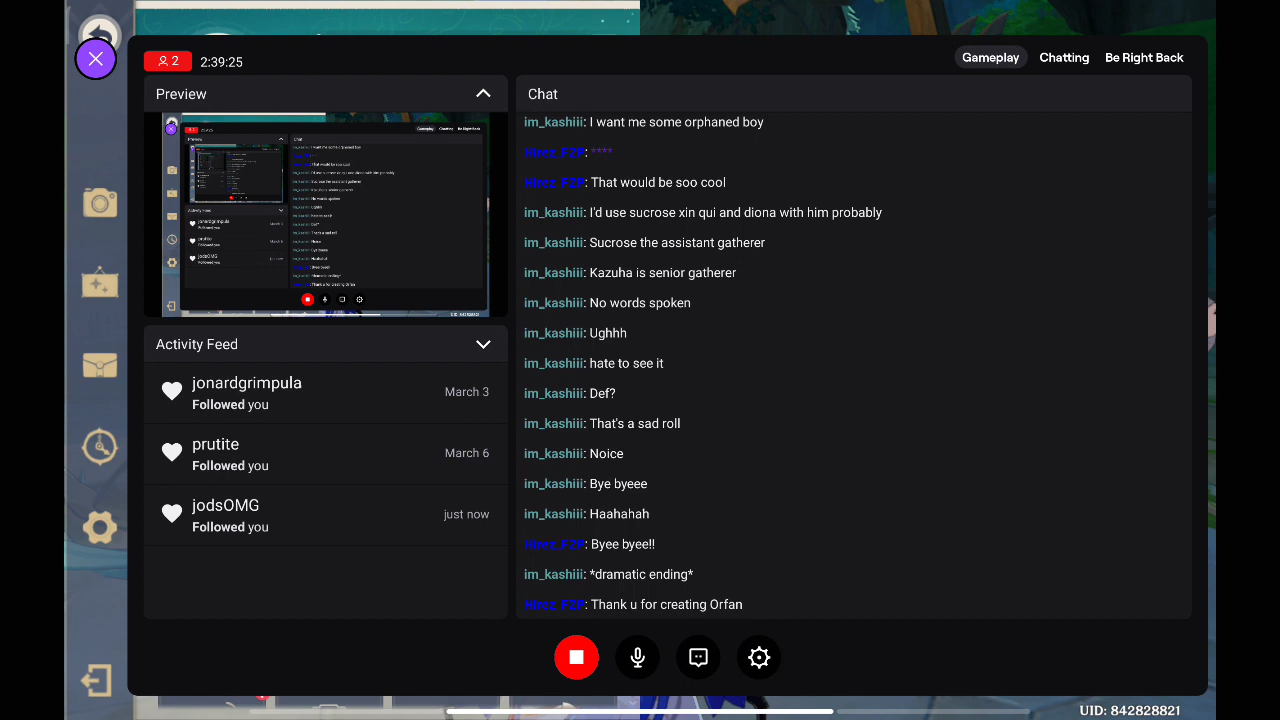 2
2:39:25
Gameplay
Chatting
Be Right Back
Preview
Activity Feed
jonardgrimpula
Followed you
March 3
prutite
Followed you
March 6
jodsOMG
Followed you
just now
Chat
im_kashiii: I want me some orphaned boy
Hirez_F2P: ****
Hirez_F2P: That would be soo cool
im_kashiii: I'd use suprose xin qui and diona with him probably
im_kashiii: Sucrose the assistant gatherer
im_kashiii: Kazuha is senior gatherer
im_kashiii: No words spoken
im_kashiii: Ughhh
im_kashiii: hate to see it
im_kashiii: Def?
im_kashiii: That's a sad roll
im_kashiii: Noice
im_kashiii: Bye byeee
im_kashiii: Haahahah
Hirez_F2P: Byee bye!!
im_kashiii: *dramatic ending*
Hirez_F2P: Thank u for creating Orfan
UID: 842828821